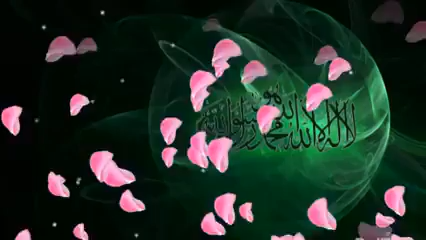 لا اله الا الله محمد رسول الله